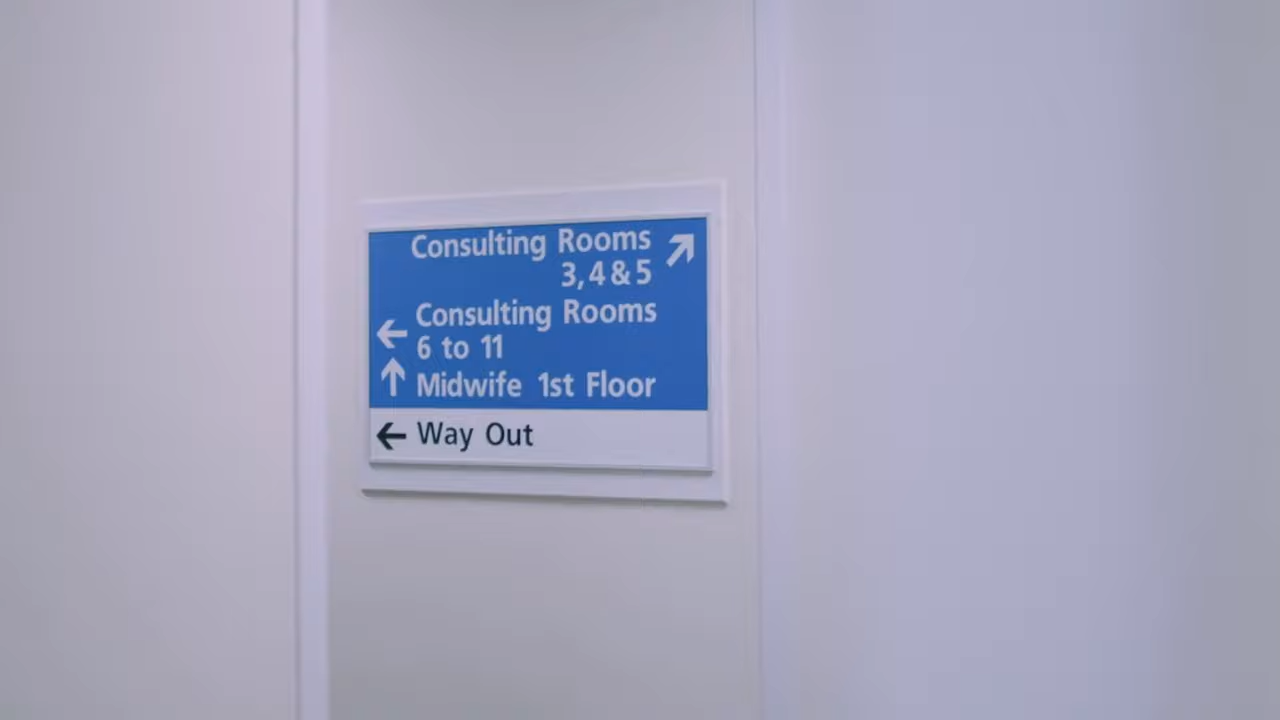 Consulting Rooms
3, 4 & 5
Consulting Rooms
6 to 11
Midwife 1st Floor
Way Out